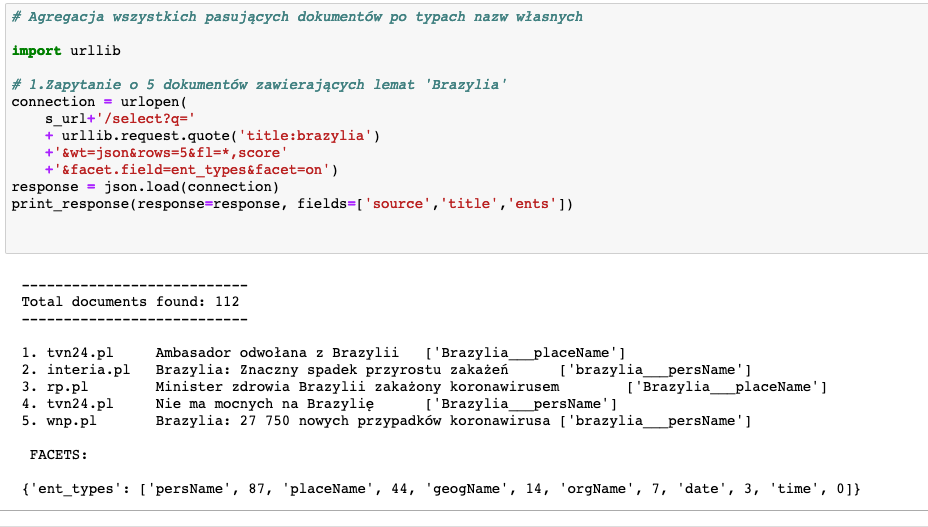 # Agregacja wszystkich pasujących dokumentów po typach nazw własnych
import urllib
# 1.Zapytanie o 5 dokumentów zawierających lemat 'Brazylia'
connection = urlopen(
    s_url+'/select?q='
    + urllib.request.quote('title:brazylia')
    +'&wt=json&rows=5&fl=*,score'
    +'&facet.field=ent_types&facet=on')
response = json.load(connection)
print_response(response=response, fields=['source','title','ents'])
---------------------------
Total documents found: 112
---------------------------
1. tvn24.pl     Ambasador odwołana z Brazylii   ['Brazylia___placeName']
2. interia.pl   Brazylia: Znaczny spadek przyrostu zakażeń      ['brazylia___persName']
3. rp.pl        Minister zdrowia Brazylii zakażony koronawirusem        ['Brazylia___placeName']
4. tvn24.pl     Nie ma mocnych na Brazylię      ['Brazylia___persName']
5. wnp.pl       Brazylia: 27 750 nowych przypadków koronawirusa ['brazylia___persName']
FACETS:
{'ent_types': ['persName', 87, 'placeName', 44, 'geogName', 14, 'orgName', 7, 'date', 3, 'time', 0]}